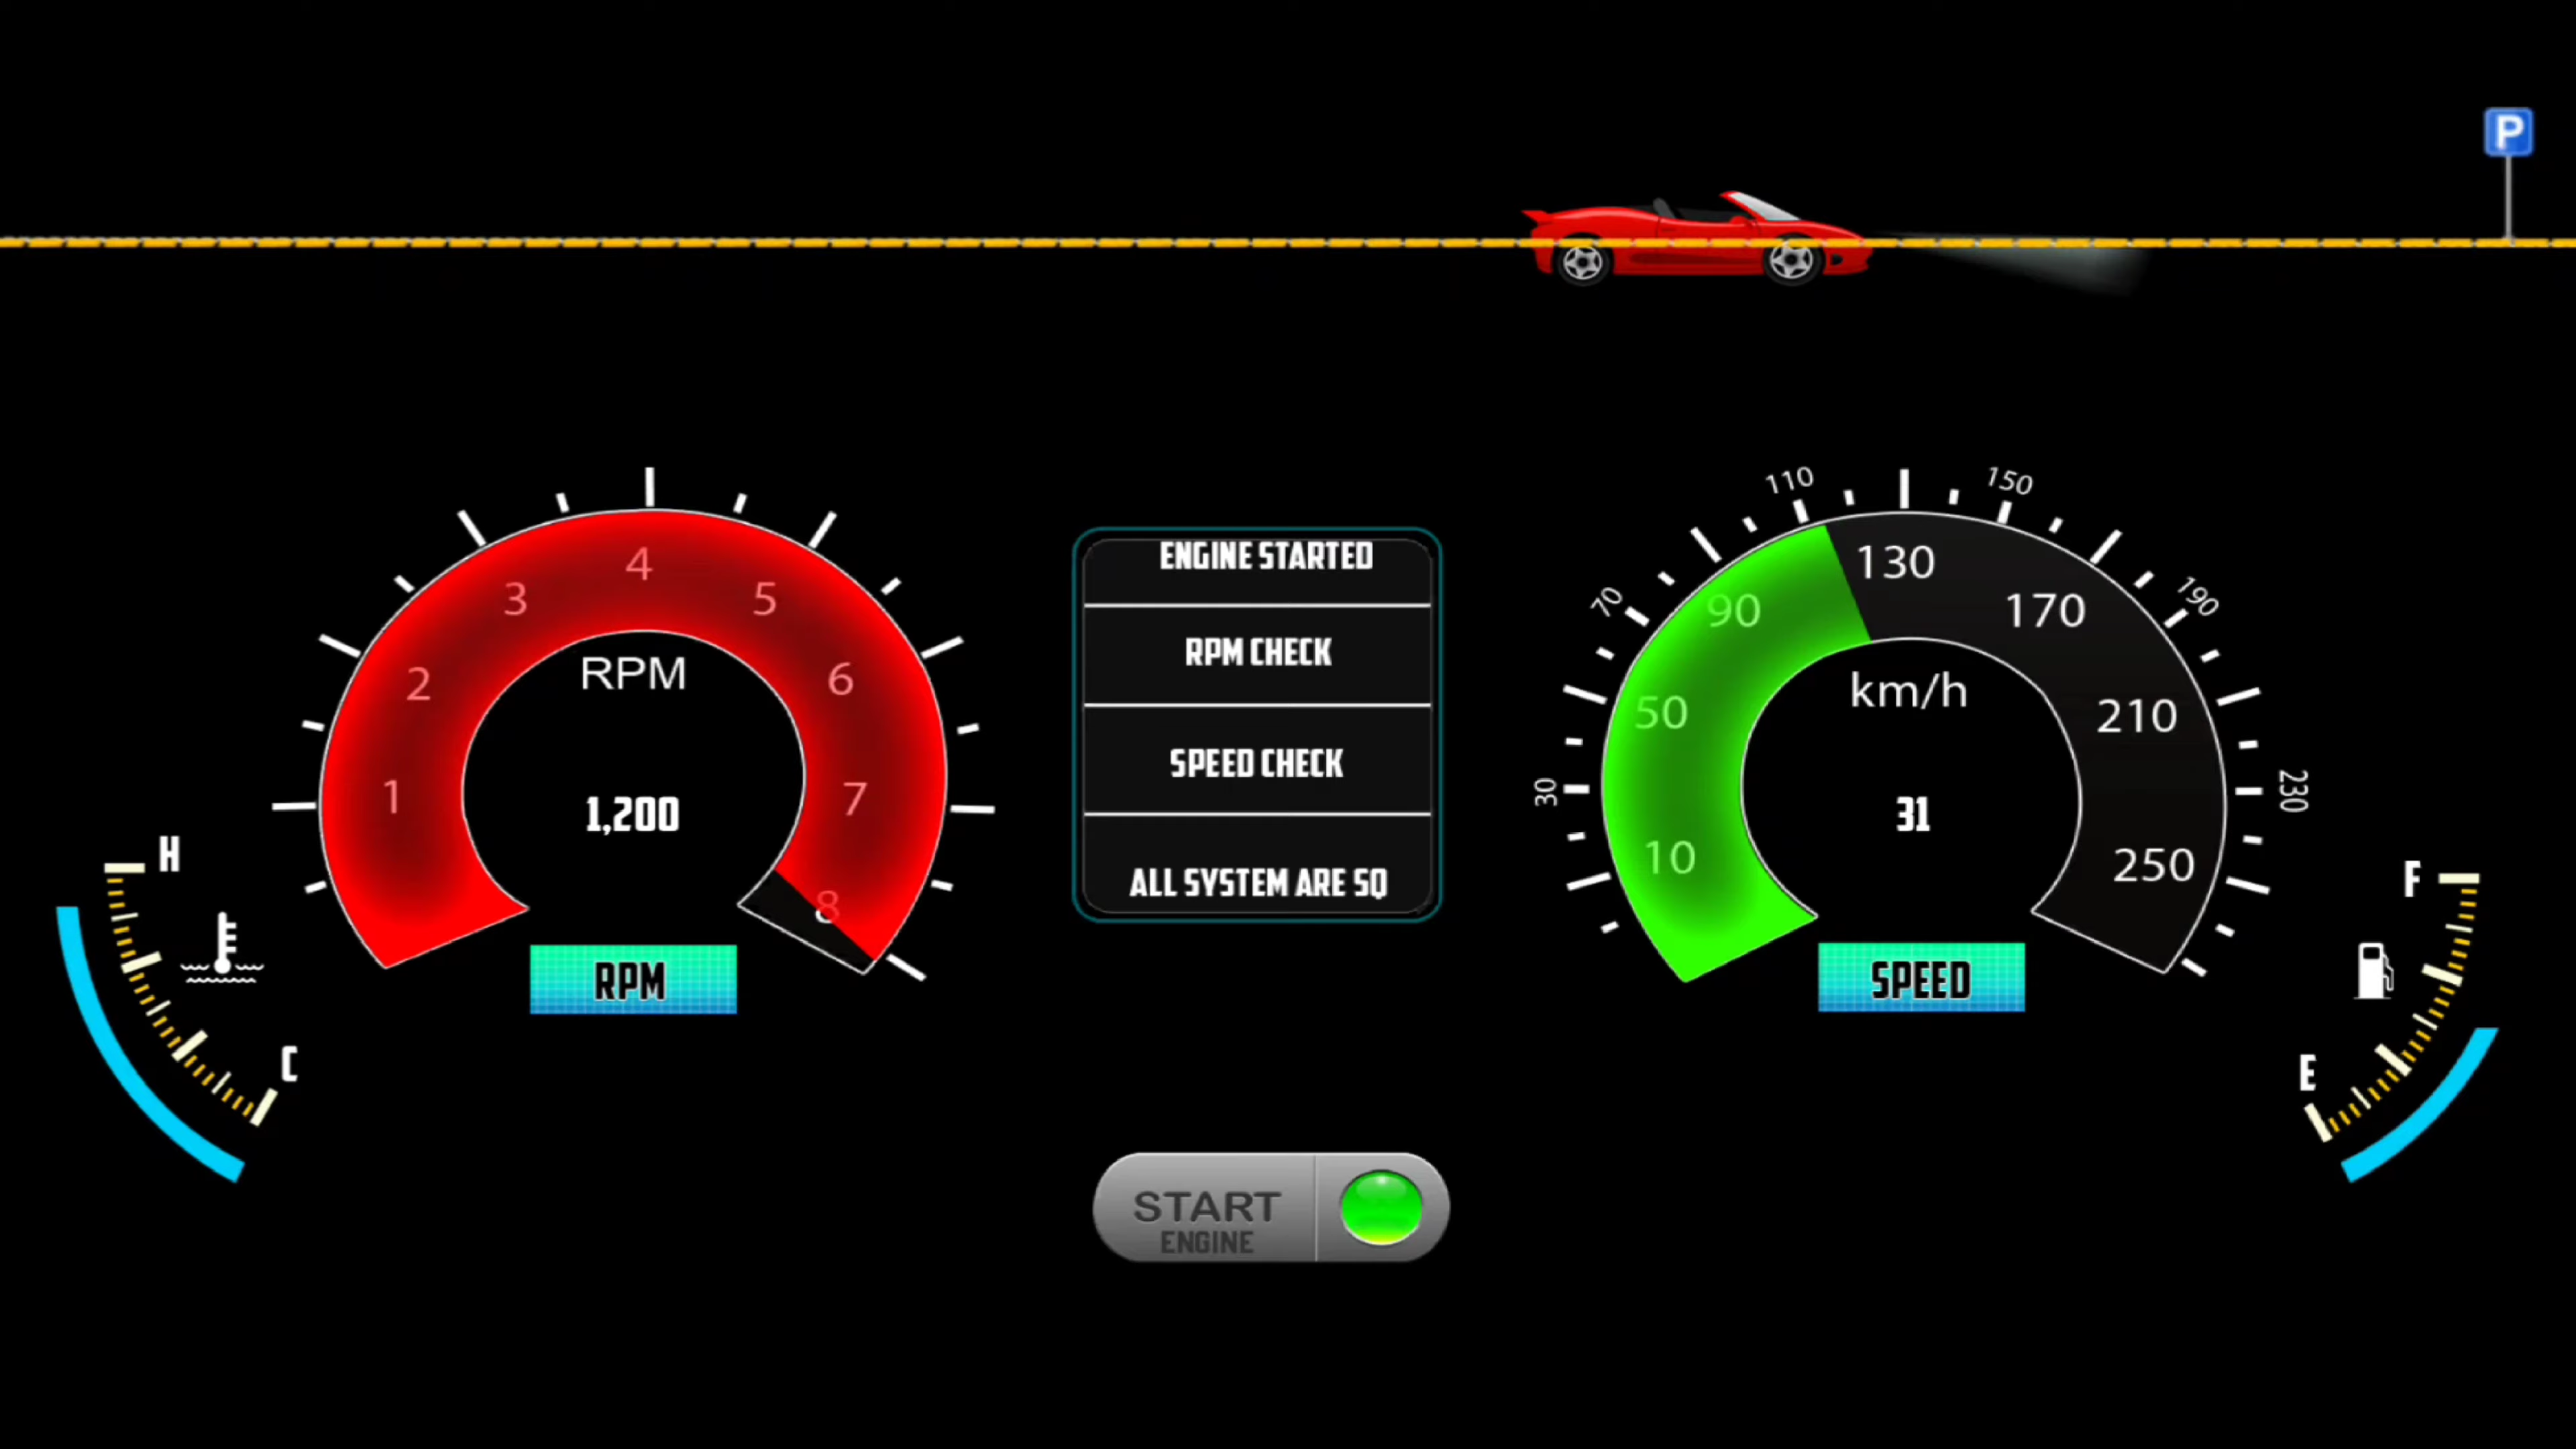 P
110
150
130
70
90
170
190
50
km/h
210
30
31
230
10
250
SPEED
4
3
5
2
RPM
6
1
1,200
7
8
RPM
ENGINE STARTED
RPM CHECK
SPEED CHECK
ALL SYSTEM ARE SQ
H
C
F
E
START
ENGINE